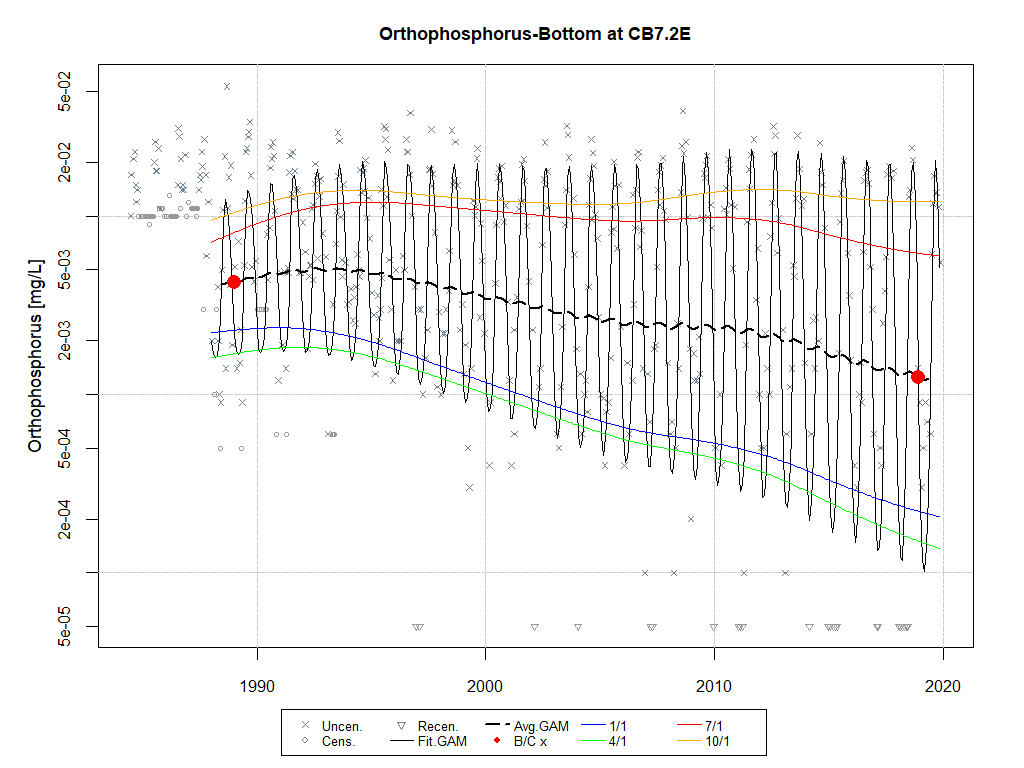 Orthophosphorus-Bottom at CB7.2E
Orthophosphorus [mg/L]
5e-02
2e-02
5e-03
2e-03
5e-04
2e-04
5e-05
1990 2000 2010 2020
Uncen. Recen. Avg.GAM 1/1 7/1
Cens. Fit.GAM B/C x 4/1 10/1